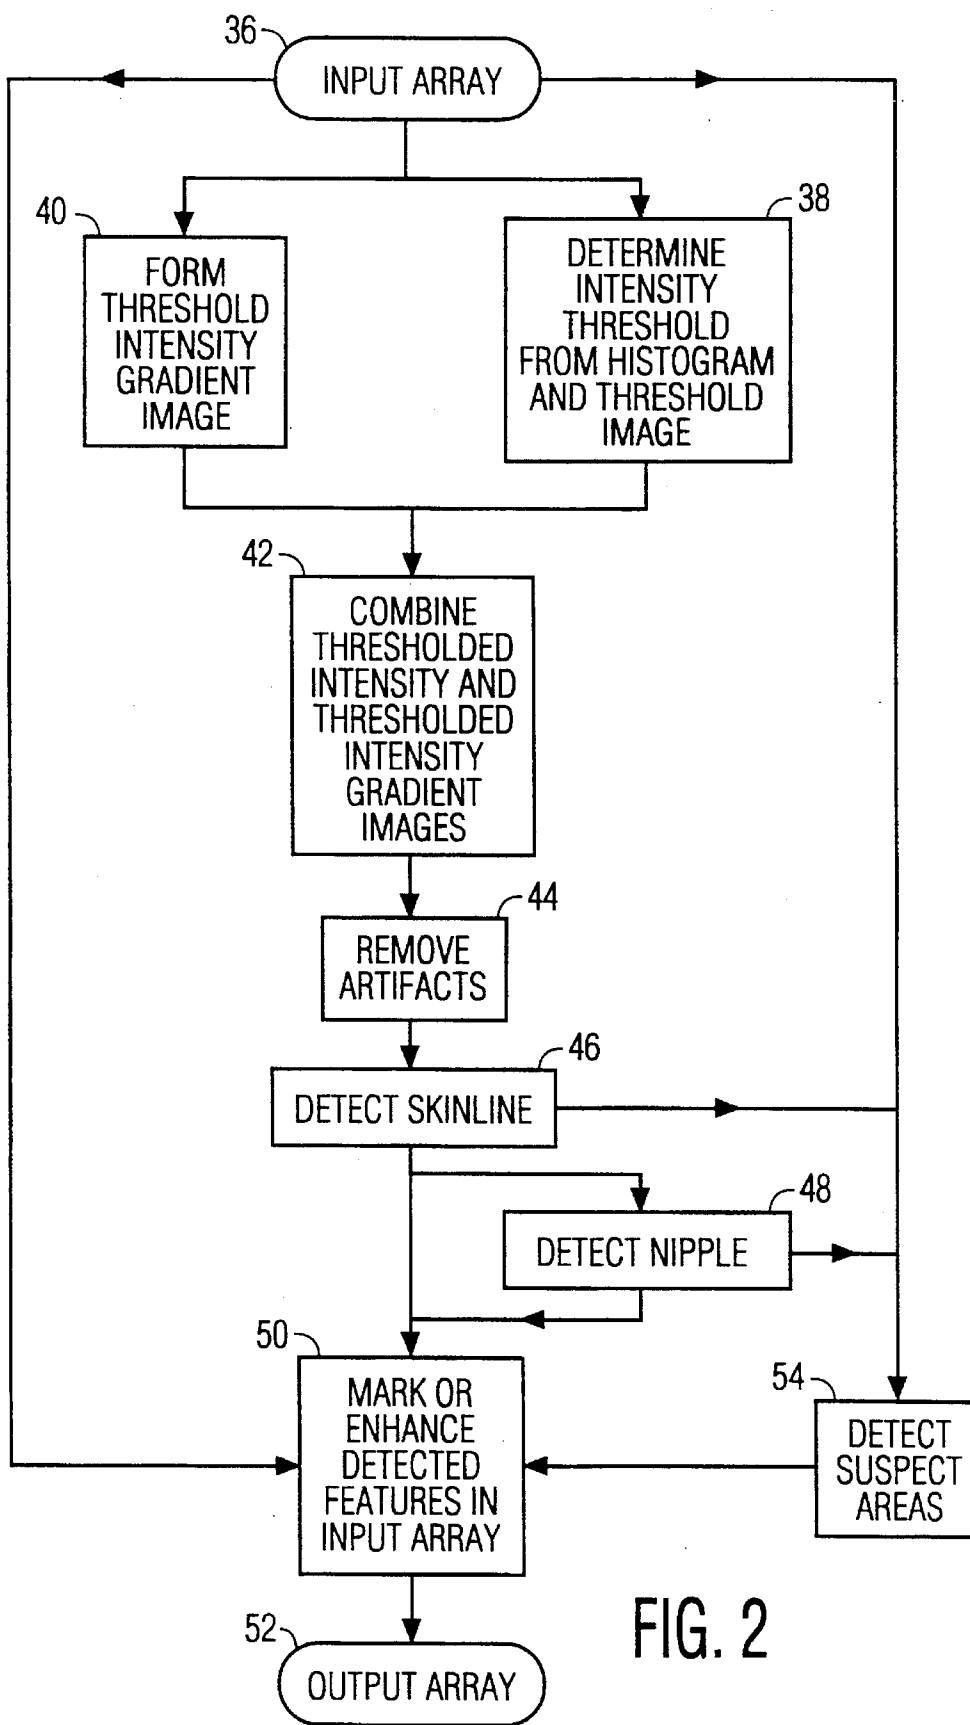 36
INPUT ARRAY
40
FORM
THRESHOLD
INTENSITY
GRADIENT
IMAGE
38
DETERMINE
INTENSITY
THRESHOLD
FROM HISTOGRAM
AND THRESHOLD
IMAGE
42
COMBINE
THRESHOLDED
INTENSITY AND
THRESHOLDED
INTENSITY
GRADIENT
IMAGES
44
REMOVE
ARTIFACTS
46
DETECT SKINLINE
48
DETECT NIPPLE
50
MARK OR
ENHANCE
DETECTED
FEATURES IN
INPUT ARRAY
54
DETECT
SUSPECT
AREAS
52
OUTPUT ARRAY
FIG. 2